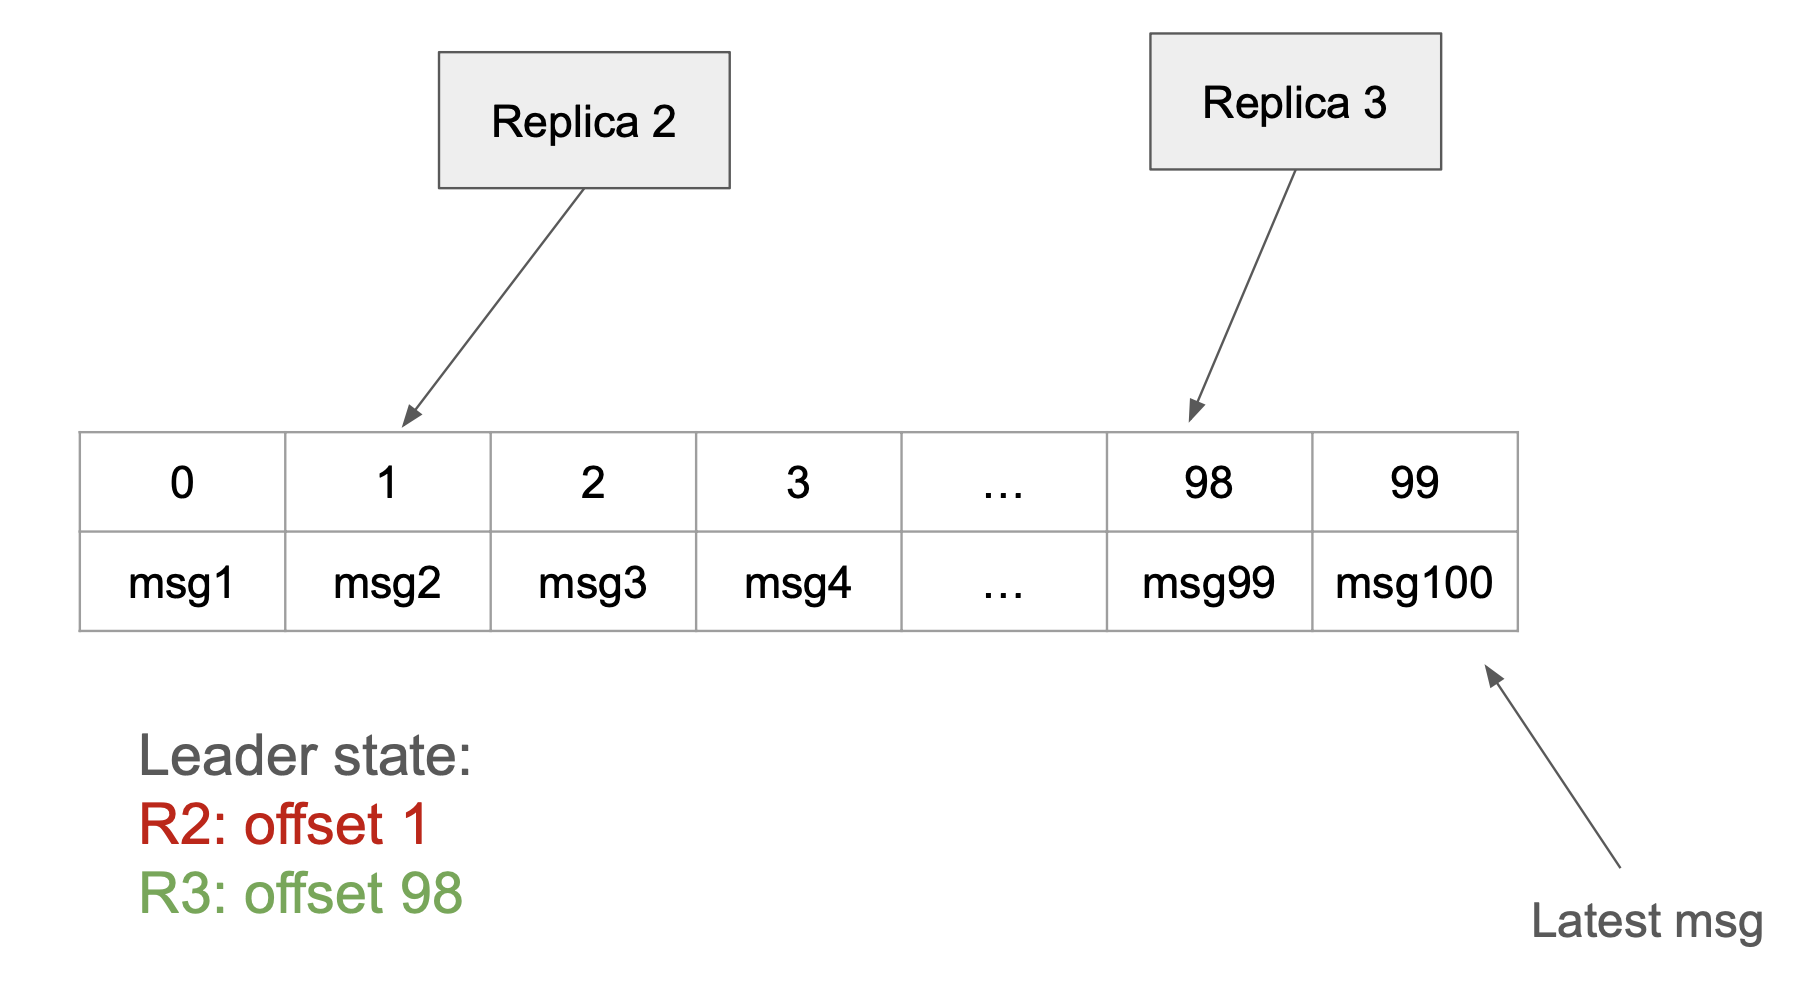 Replica 2
Replica 3
0 1 2 3 ... 98 99
msg1 msg2 msg3 msg4 ... msg99 msg100
Leader state:
R2: offset 1
R3: offset 98
Latest msg